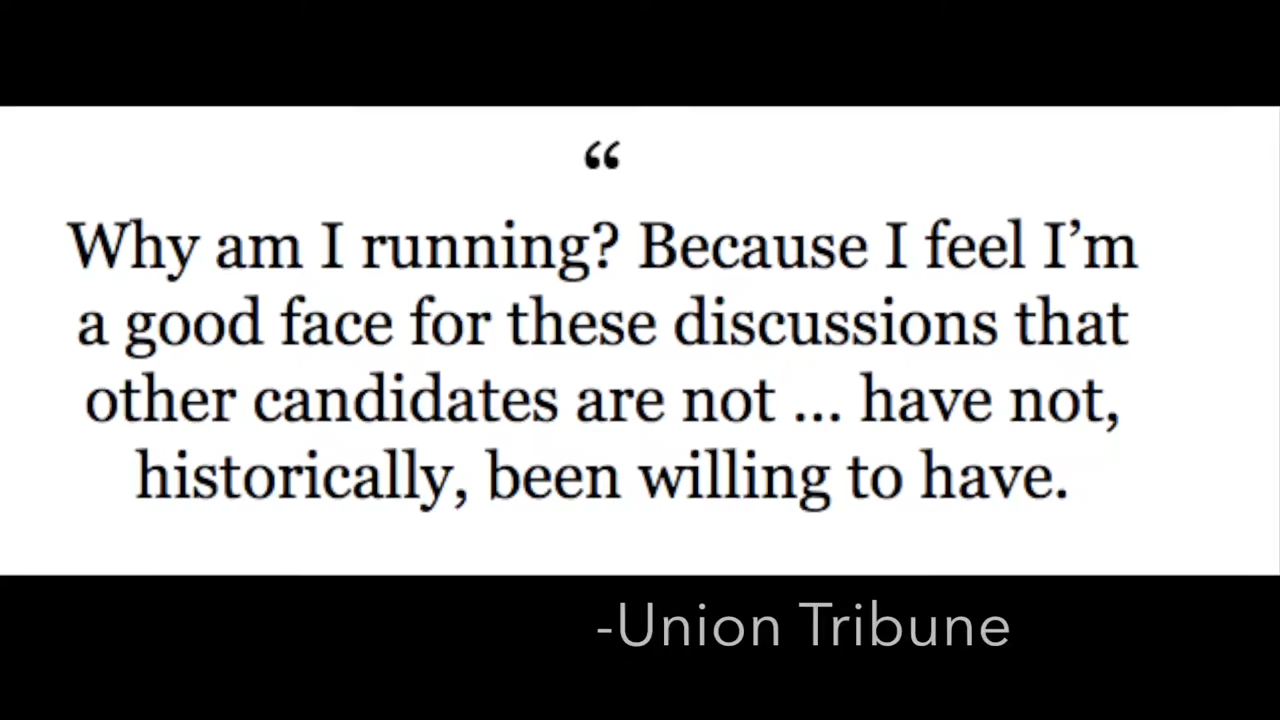 “
Why am I running? Because I feel I’m
a good face for these discussions that
other candidates are not ... have not,
historically, been willing to have.
-Union Tribune